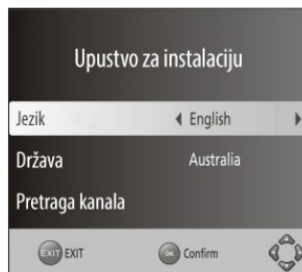 Upustvo za instalaciju
Jezik English
Država Australia
Pretraga kanala
EXIT EXIT OK Confirm